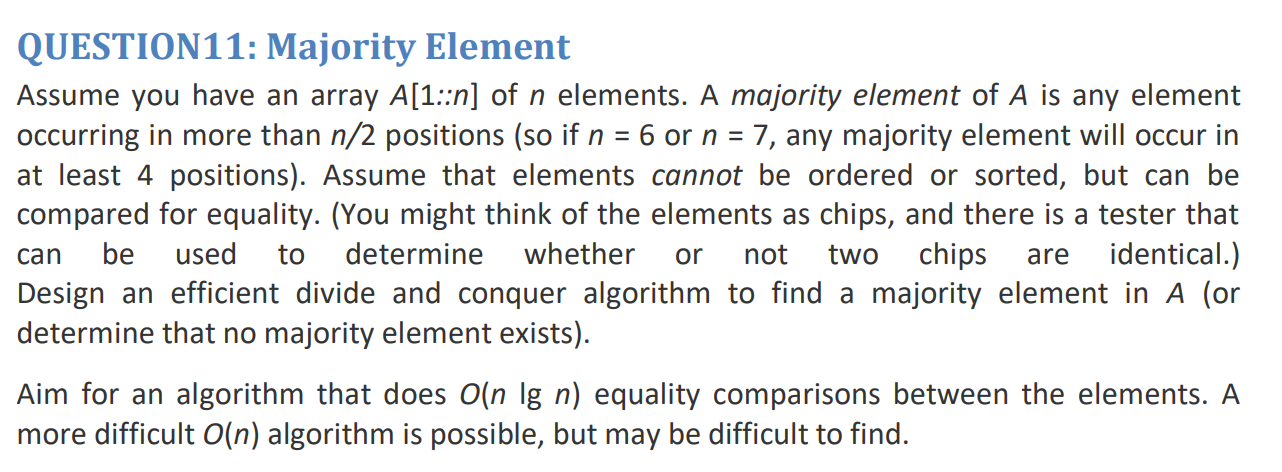 QUESTION11: Majority Element
Assume you have an array A[1::n] of n elements. A majority element of A is any element
occurring in more than n/2 positions (so if n = 6 or n = 7, any majority element will occur in
at least 4 positions). Assume that elements cannot be ordered or sorted, but can be
compared for equality. (You might think of the elements as chips, and there is a tester that
can be used to determine whether or not two chips are identical.)
Design an efficient divide and conquer algorithm to find a majority element in A (or
determine that no majority element exists).
Aim for an algorithm that does O(n lg n) equality comparisons between the elements. A
more difficult O(n) algorithm is possible, but may be difficult to find.